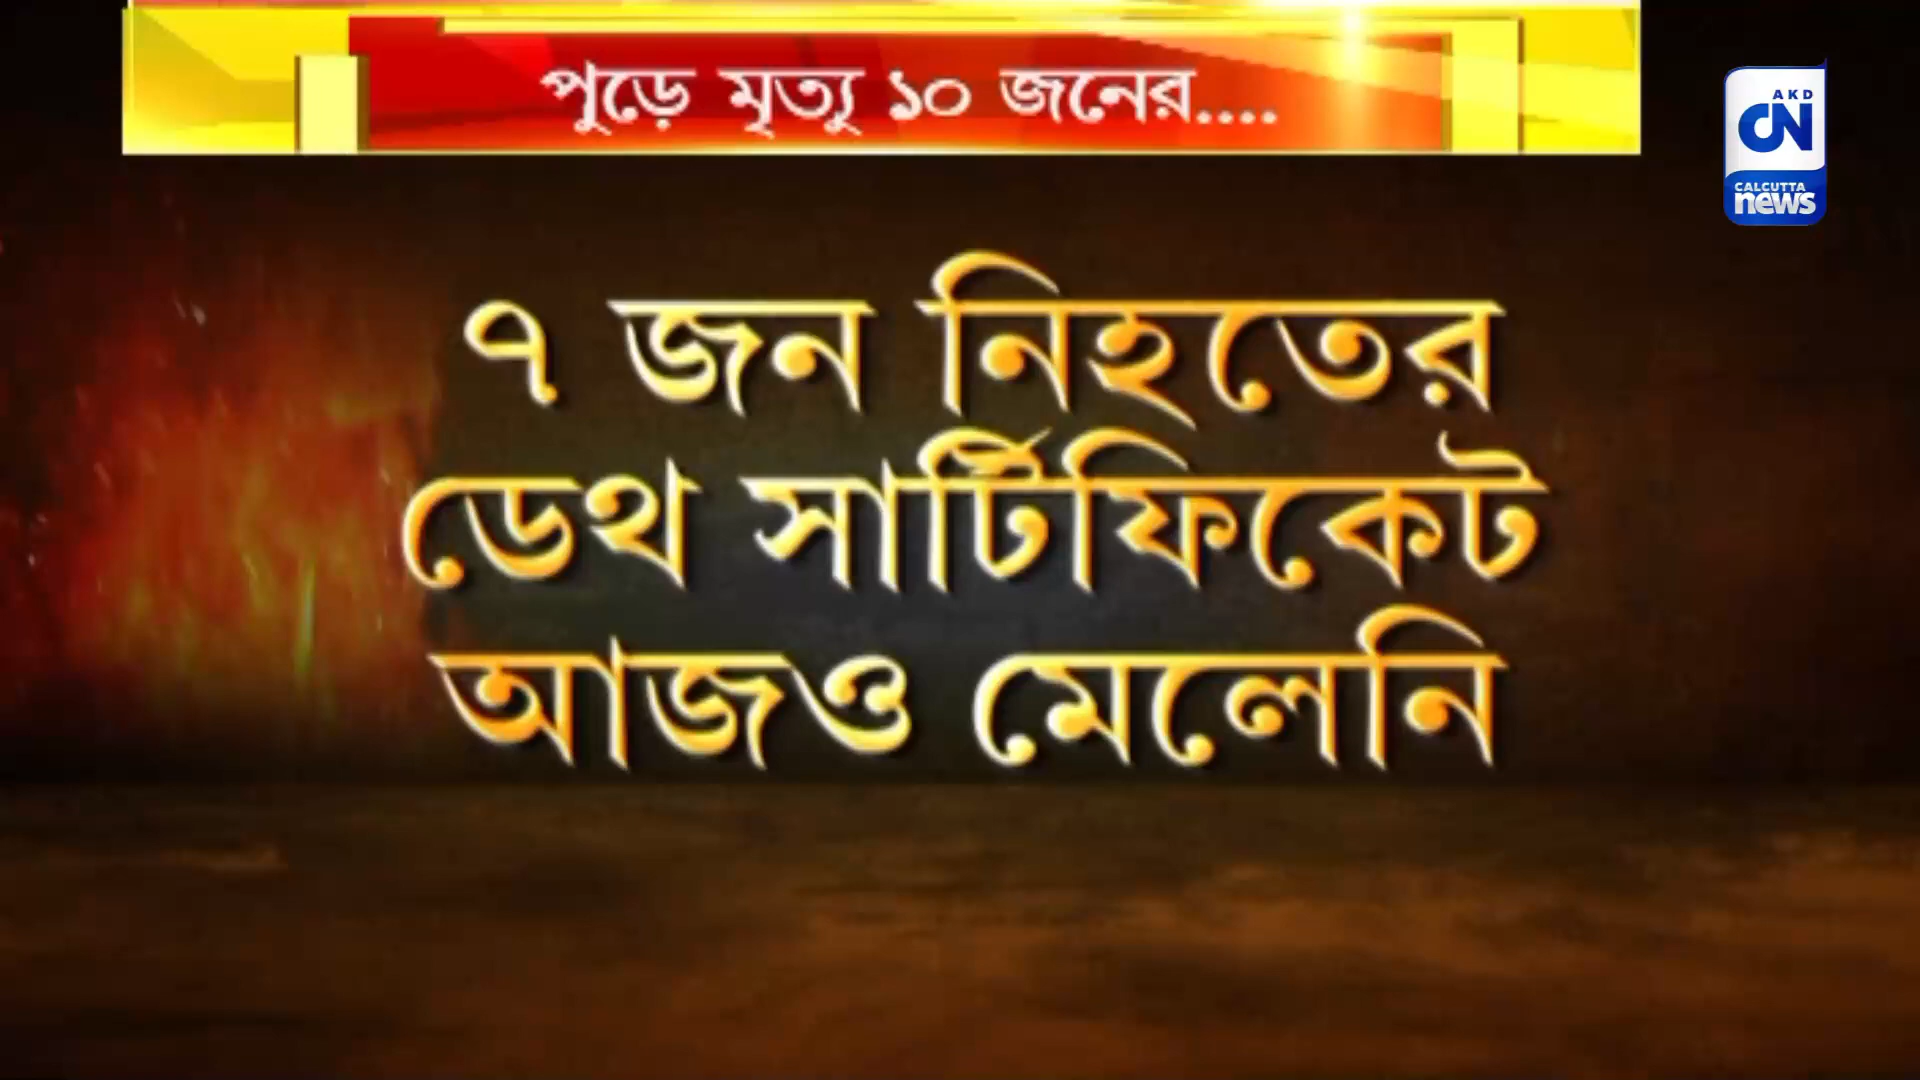 পুড়ে মৃত্যু ১০ জনের....
AKD
CN
CALCUTTA
news
৭ জন নিহতের
ডেথ সার্টিফিকেট
আজও মেলেনি